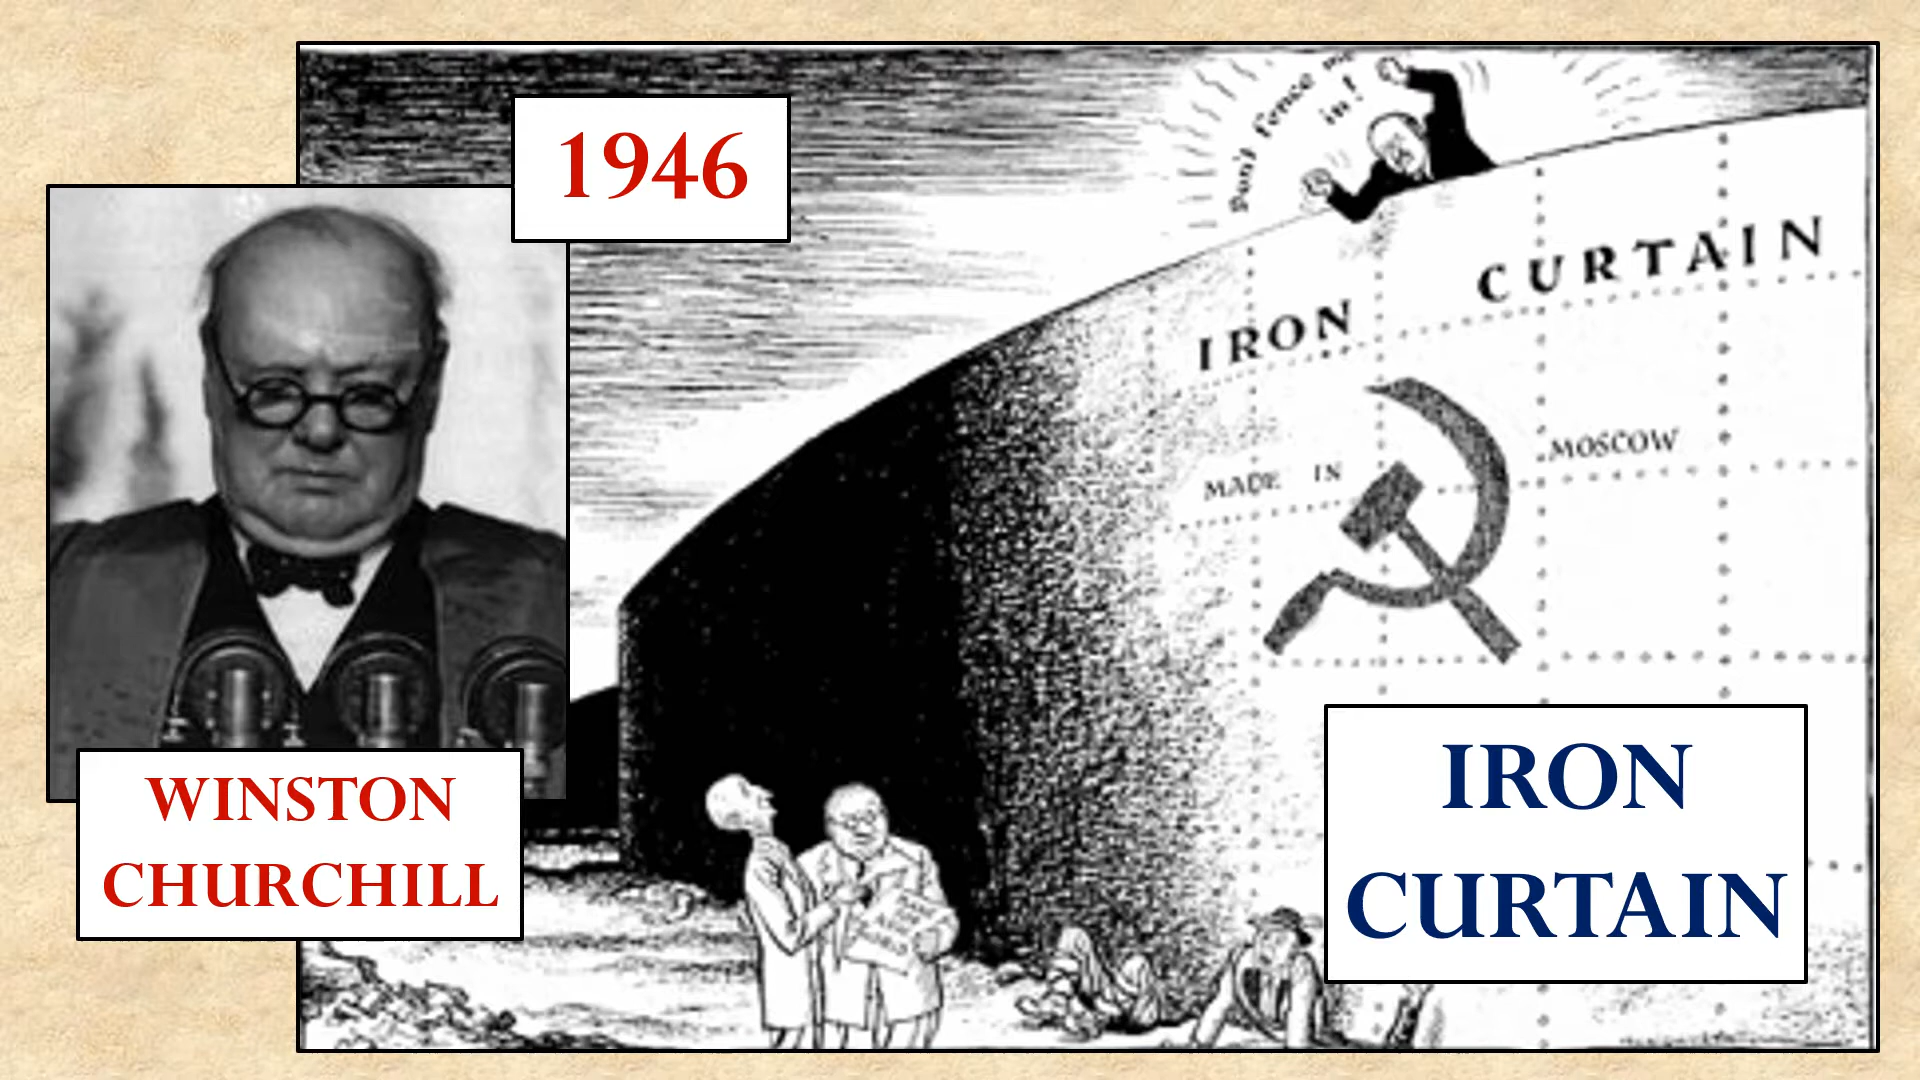 1946
Don't fence me
in!
IRON CURTAIN
MADE IN MOSCOW
WINSTON
CHURCHILL
IRON
CURTAIN